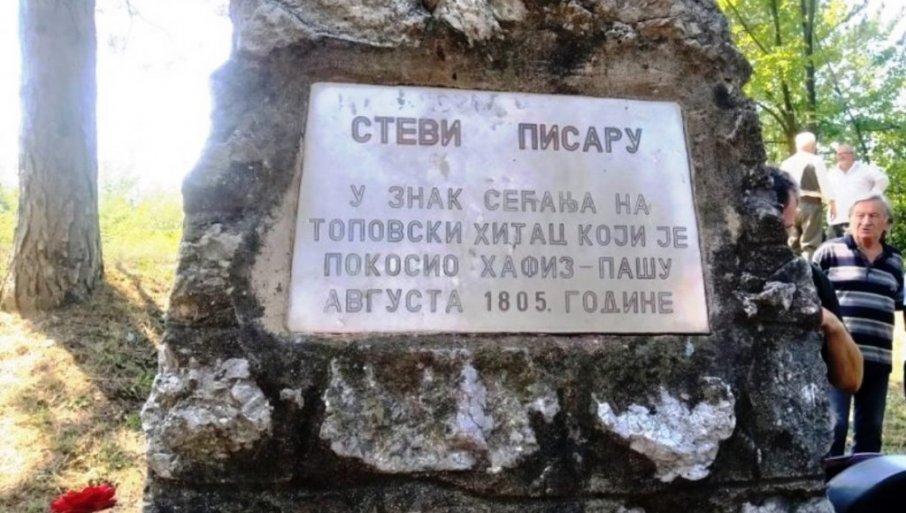 СТЕВИ ПИСАРУ
У ЗНАК СЕЋАЊА НА
ТОПОВСКИ ХИТАЦ КОЈИ ЈЕ
ПОКОСИО ХАФИЗ-ПАШУ
АВГУСТА 1805. ГОДИНЕ